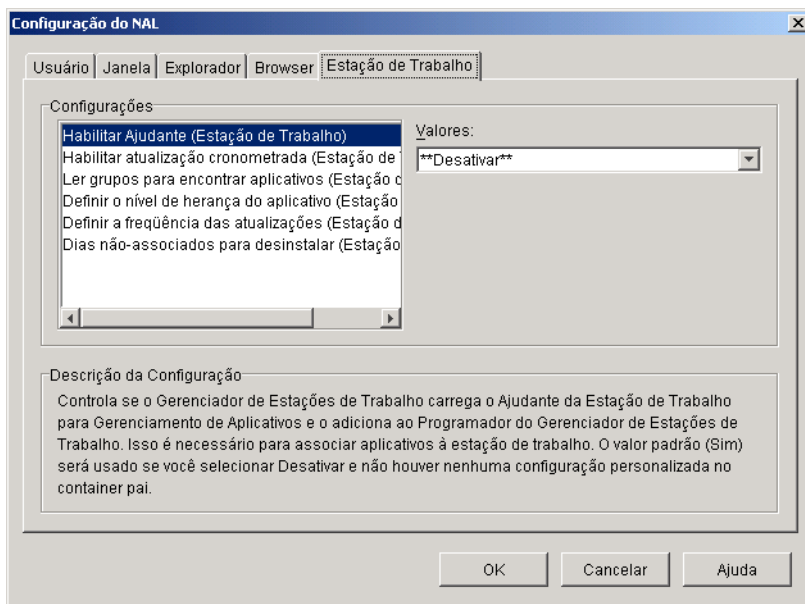 Configuração do NAL
Usuário Janela Explorador Browser Estação de Trabalho
Configurações
Habilitar Ajudante (Estação de Trabalho)
Habilitar atualização cronometrada (Estação de
Ler grupos para encontrar aplicativos (Estação
Definir o nível de herança do aplicativo (Estação
Definir a freqüência das atualizações (Estação d
Dias não-associados para desinstalar (Estação
Valores:
**Desativar**
Descrição da Configuração
Controla se o Gerenciador de Estações de Trabalho carrega o Ajudante da Estação de Trabalho
para Gerenciamento de Aplicativos e o adiciona ao Programador do Gerenciador de Estações de
Trabalho. Isso é necessário para associar aplicativos à estação de trabalho. O valor padrão (Sim)
será usado se você selecionar Desativar e não houver nenhuma configuração personalizada no
container pai.
OK Cancelar Ajuda